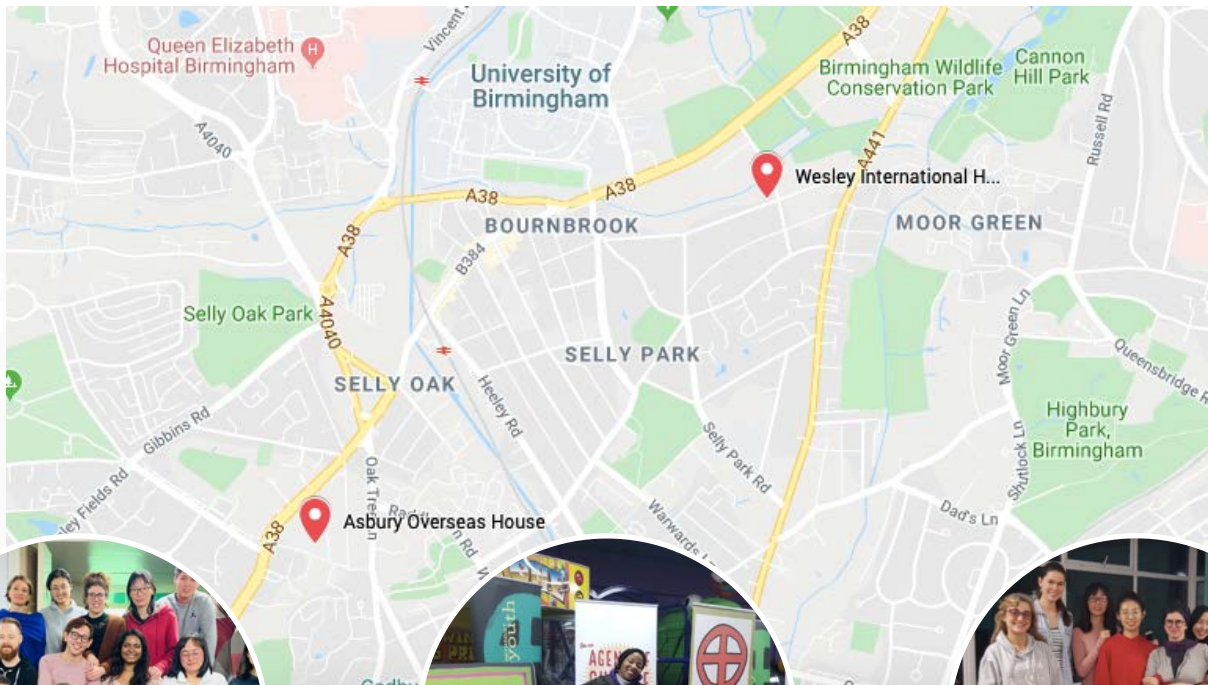 Vincent
A38
Queen Elizabeth
Hospital Birmingham
H
University of
Birmingham
Birmingham Wildlife
Conservation Park
Cannon
Hill Park
Russell Rd
A4040
A441
Wesley International H...
A38
A38
BOURNBROOK
MOOR GREEN
A38
B384
Selly Oak Park
A4040
SELLY PARK
Moor Green Ln
Queensbridge R
SELLY OAK
Heeley Rd
Gibbins Rd
Highbury
Park,
Birmingham
Selly Park Rd
Shutlock Ln
ley Fields Rd
Oak Tree Ln
Dad's Ln
Asbury Overseas House
Warwards
A38
youth